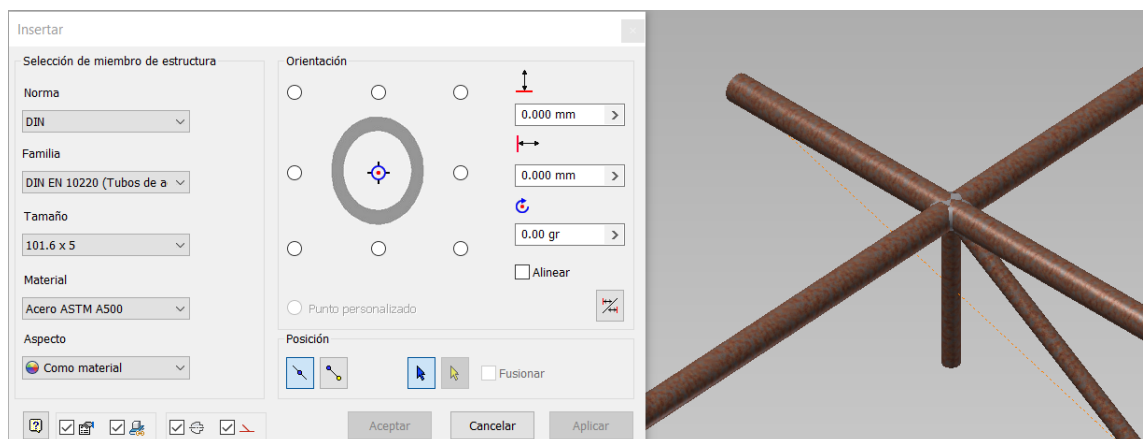 Insertar
Selección de miembro de estructura
Norma
DIN
Familia
DIN EN 10220 (Tubos de a
Tamaño
101.6 x 5
Material
Acero ASTM A500
Aspecto
Como material
Orientación
0.000 mm
0.000 mm
0.00 gr
Alinear
Punto personalizado
Posición
Fusionar
Aceptar
Cancelar
Aplicar